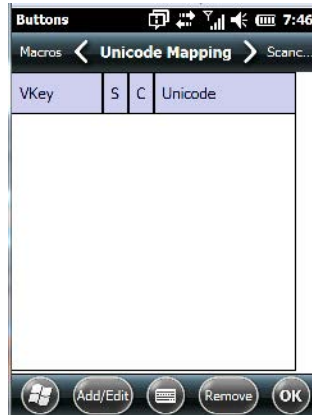 Buttons 7:46
Macros Unicode Mapping Scanc...
VKey S C Unicode
Add/Edit Remove OK